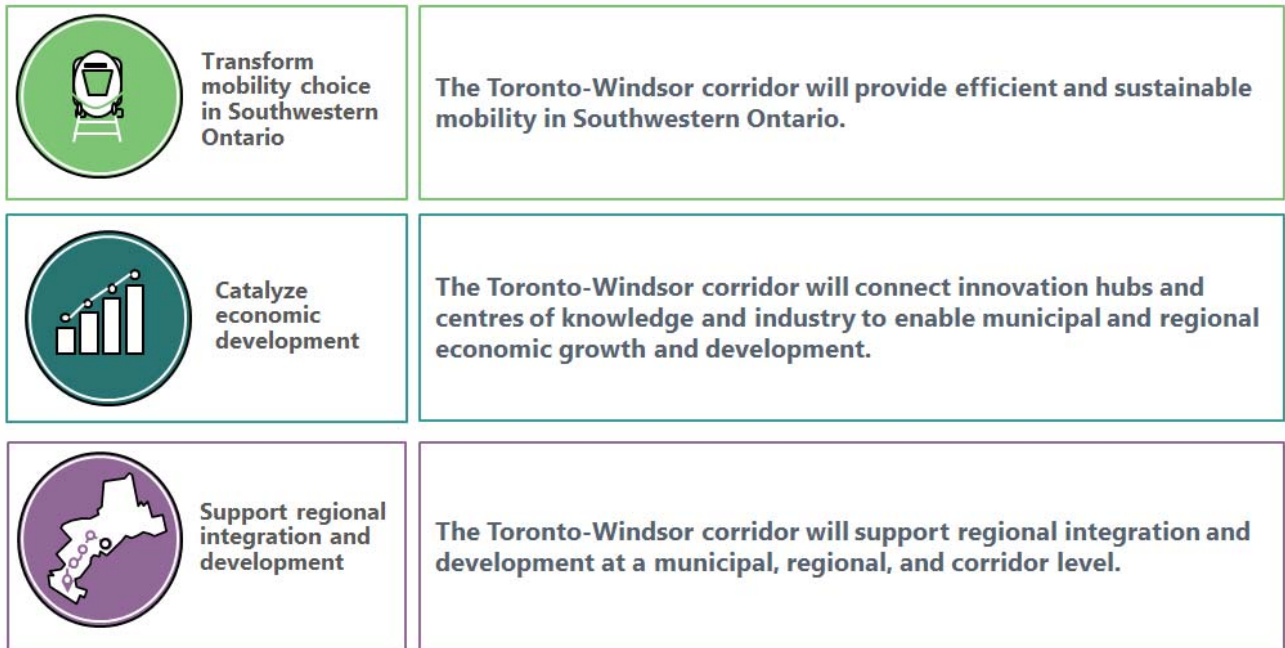 Transform
mobility choice
in Southwestern
Ontario
The Toronto-Windsor corridor will provide efficient and sustainable
mobility in Southwestern Ontario.
Catalyze
economic
development
The Toronto-Windsor corridor will connect innovation hubs and
centres of knowledge and industry to enable municipal and regional
economic growth and development.
Support regional
integration and
development
The Toronto-Windsor corridor will support regional integration and
development at a municipal, regional, and corridor level.